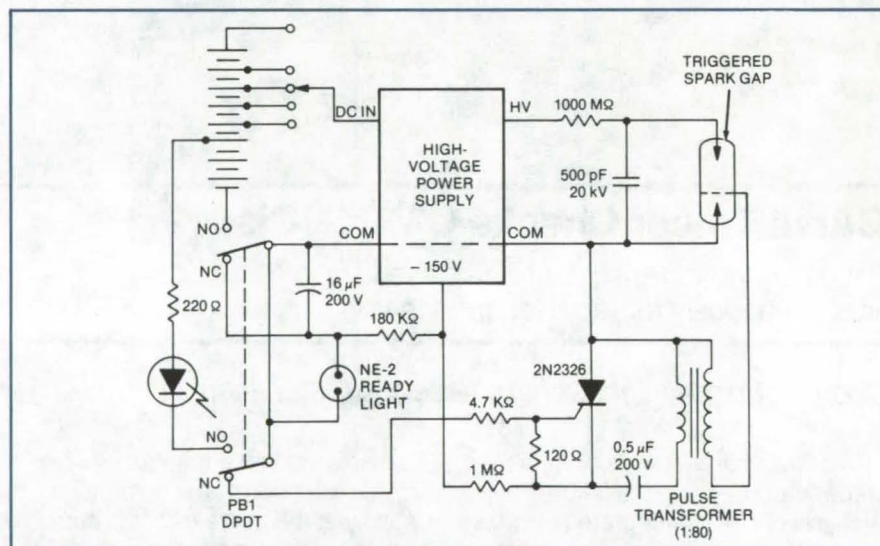 TRIGGERED
SPARK GAP
DC IN
HV
1000 MΩ
HIGH-
VOLTAGE
POWER
SUPPLY
500 pF
20 kV
NO
COM
COM
NC
– 150 V
16 µF
200 V
220 Ω
180 KΩ
NE-2
READY
LIGHT
2N2326
4.7 KΩ
NO
120 Ω
0.5 µF
200 V
1 MΩ
NC
PB1
DPDT
PULSE
TRANSFORMER
(1:80)